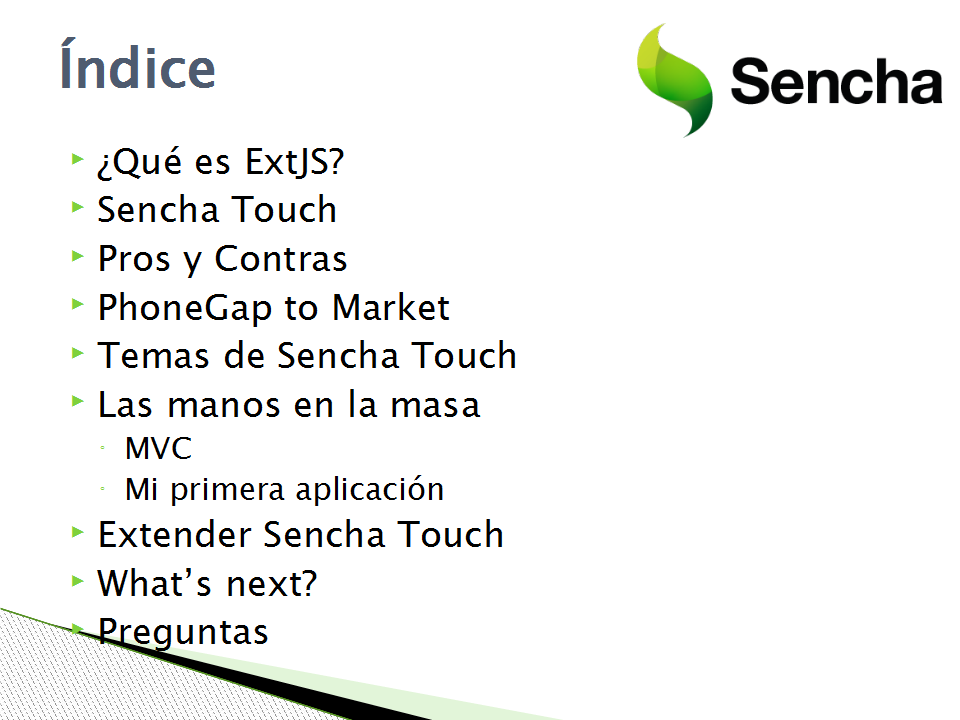 Índice
Sencha
¿Qué es ExtJS?
Sencha Touch
Pros y Contras
PhoneGap to Market
Temas de Sencha Touch
Las manos en la masa
MVC
Mi primera aplicación
Extender Sencha Touch
What’s next?
Preguntas